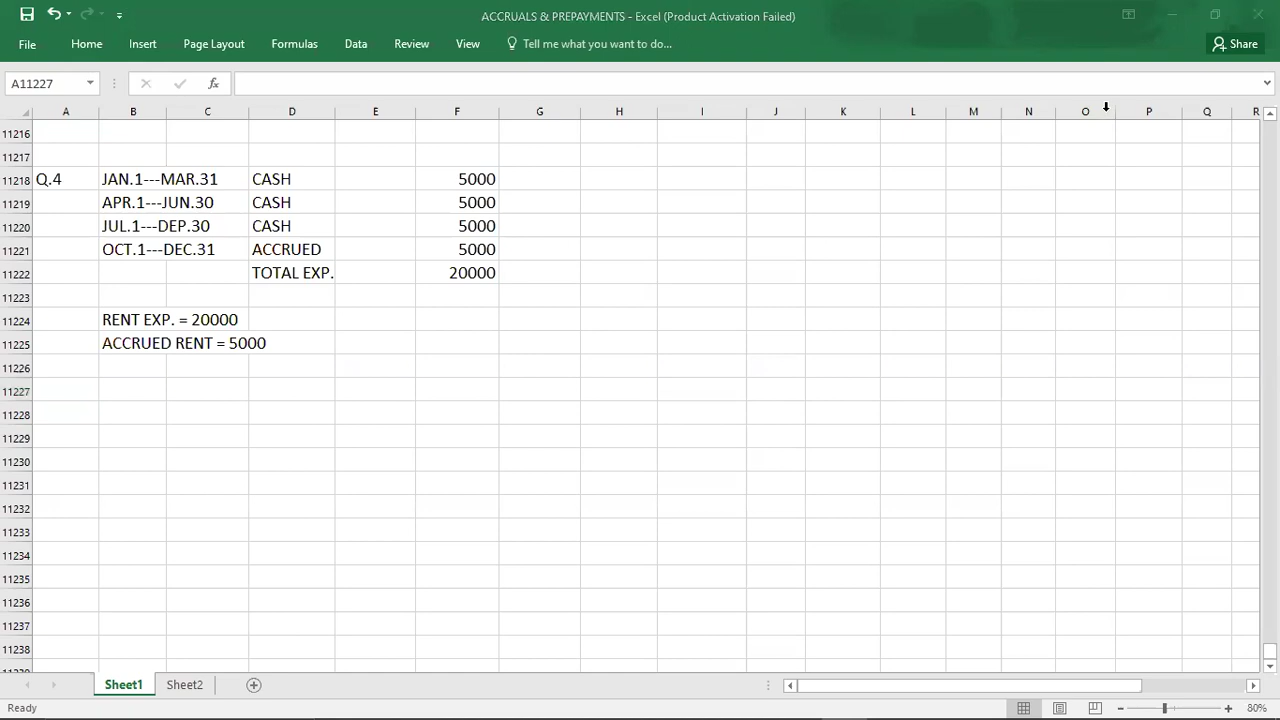 ACCRUALS & PREPAYMENTS - Excel (Product Activation Failed)
File Home Insert Page Layout Formulas Data Review View Tell me what you want to do... Share
A11227 fx
A B C D E F G H I J K L M N O P Q R
11216
11217
11218 Q.4 JAN.1---MAR.31 CASH 5000
11219 APR.1---JUN.30 CASH 5000
11220 JUL.1---DEP.30 CASH 5000
11221 OCT.1---DEC.31 ACCRUED 5000
11222 TOTAL EXP. 20000
11223
11224 RENT EXP. = 20000
11225 ACCRUED RENT = 5000
11226
11227
11228
11229
11230
11231
11232
11233
11234
11235
11236
11237
11238
Sheet1 Sheet2
Ready 80%